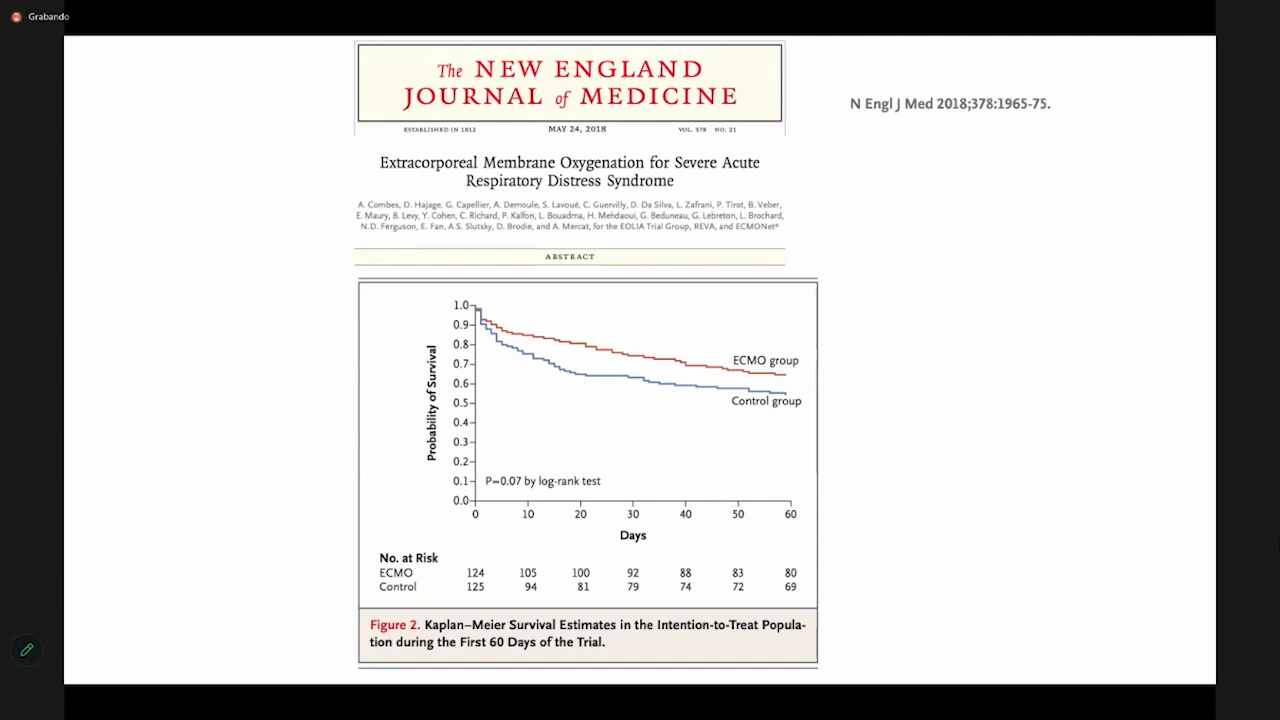 Grabando
The NEW ENGLAND
JOURNAL of MEDICINE
ESTABLISHED IN 1812 MAY 24, 2018 VOL. 378 NO. 21
N Engl J Med 2018;378:1965-75.
Extracorporeal Membrane Oxygenation for Severe Acute
Respiratory Distress Syndrome
A. Combes, D. Hajage, G. Capellier, A. Demoule, S. Lavoué, C. Guervilly, D. Da Silva, L. Zafrani, P. Tirot, B. Veber,
E. Maury, B. Levy, Y. Cohen, C. Richard, P. Kalfon, L. Bouadma, H. Mehdaoui, G. Beduneau, G. Lebreton, L. Brochard,
N.D. Ferguson, E. Fan, A.S. Slutsky, D. Brodie, and A. Mercat, for the EOLIA Trial Group, REVA, and ECMONet*
ABSTRACT
Probability of Survival
1.0
0.9
0.8
0.7
0.6
0.5
0.4
0.3
0.2
0.1
0.0
ECMO group
Control group
P=0.07 by log-rank test
0 10 20 30 40 50 60
Days
No. at Risk
ECMO 124 105 100 92 88 83 80
Control 125 94 81 79 74 72 69
Figure 2. Kaplan–Meier Survival Estimates in the Intention-to-Treat Popula-
tion during the First 60 Days of the Trial.